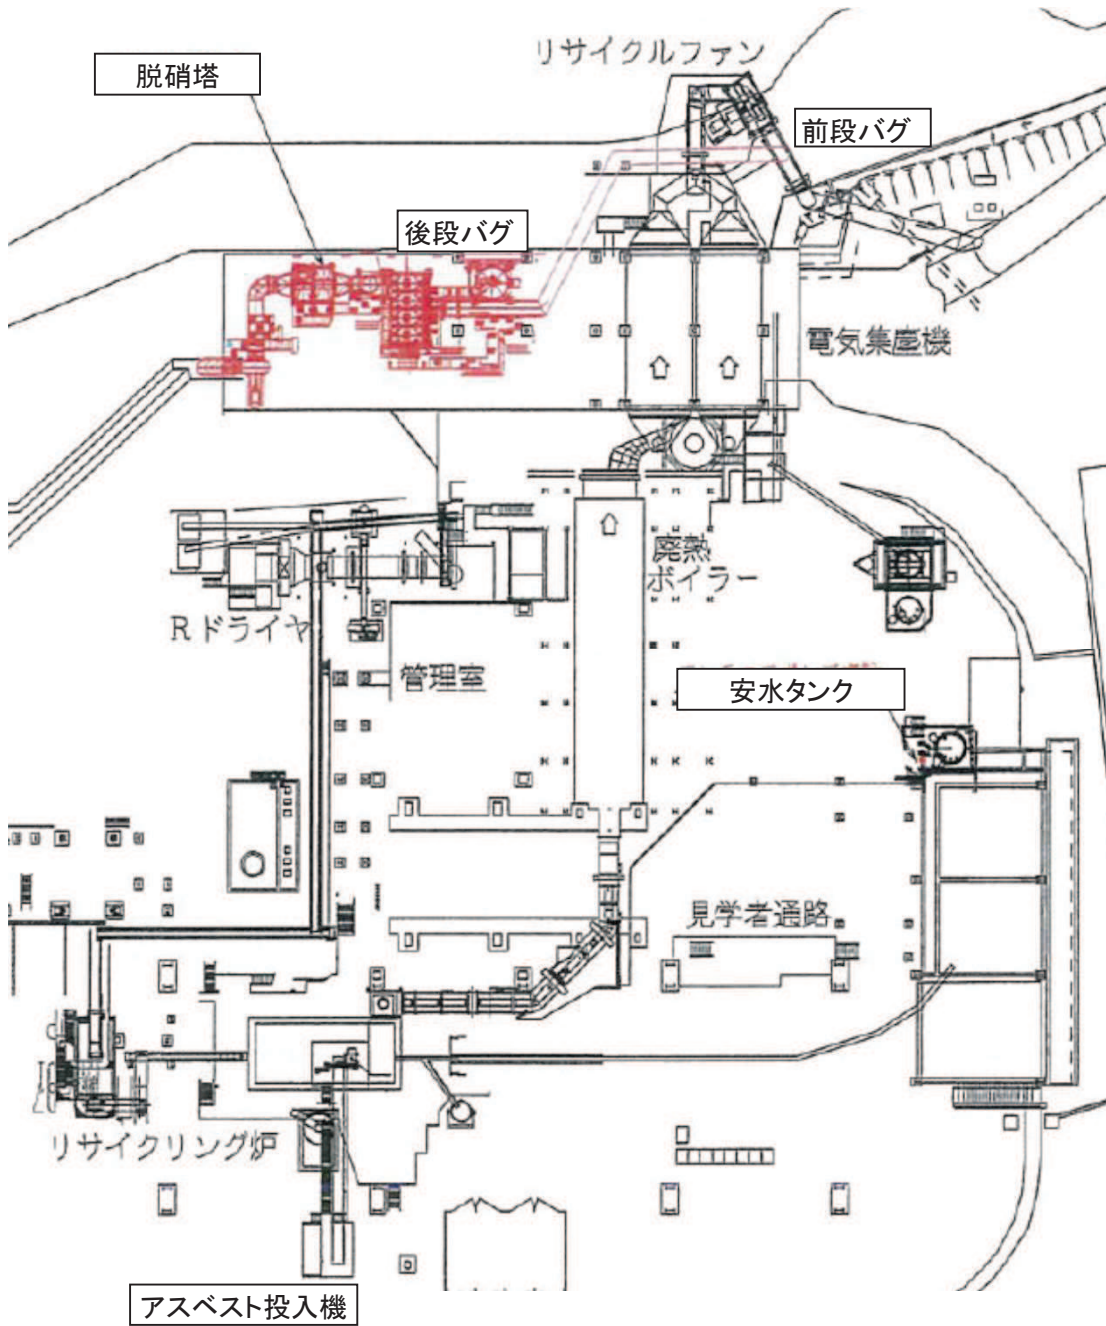 リサイクルファン
脱硝塔
前段バグ
後段バグ
電気集塵機
廃熱
ボイラー
Rドライヤ
管理室
安水タンク
見学者通路
リサイクリング炉
アスベスト投入機